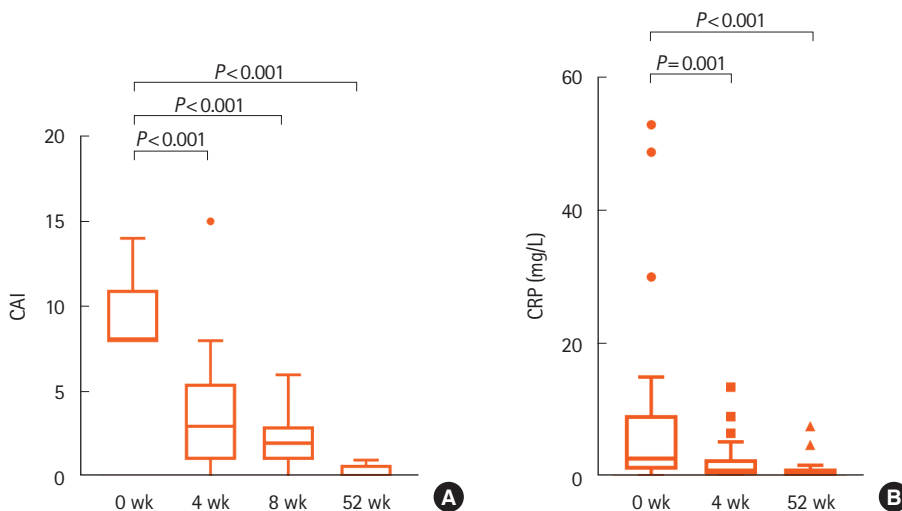 P<0.001
P<0.001
P<0.001
20
15
10
5
0
CAI
0 wk 4 wk 8 wk 52 wk
A
P<0.001
P=0.001
60
40
20
0
CRP (mg/L)
0 wk 4 wk 52 wk
B